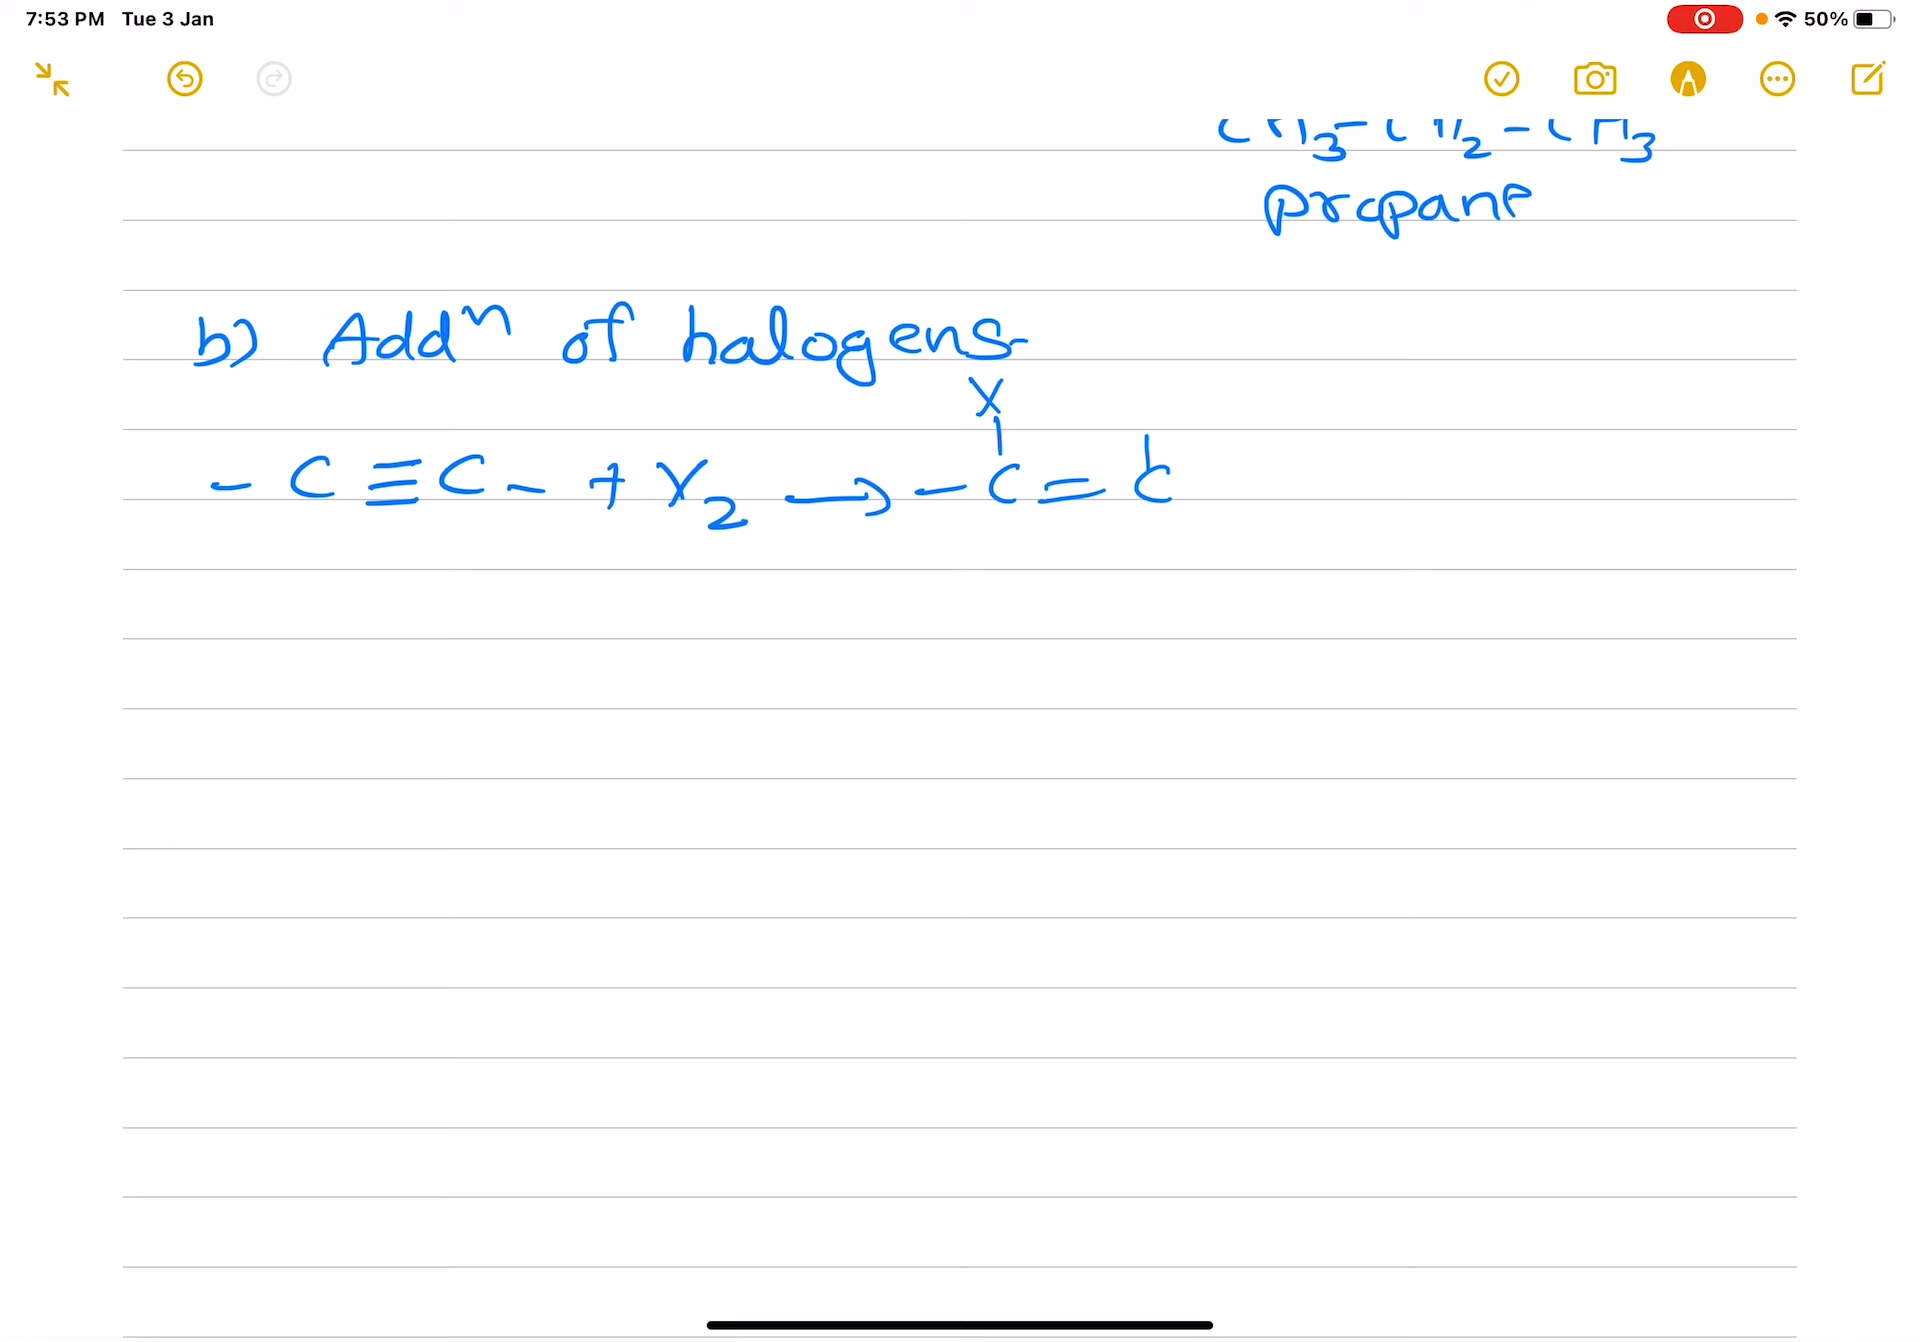 7:53 PM Tue 3 Jan
50%
CH3-CH2-CH3
propane
b) Addⁿ of halogens
X
- C ≡ C - + X2 → - C = C